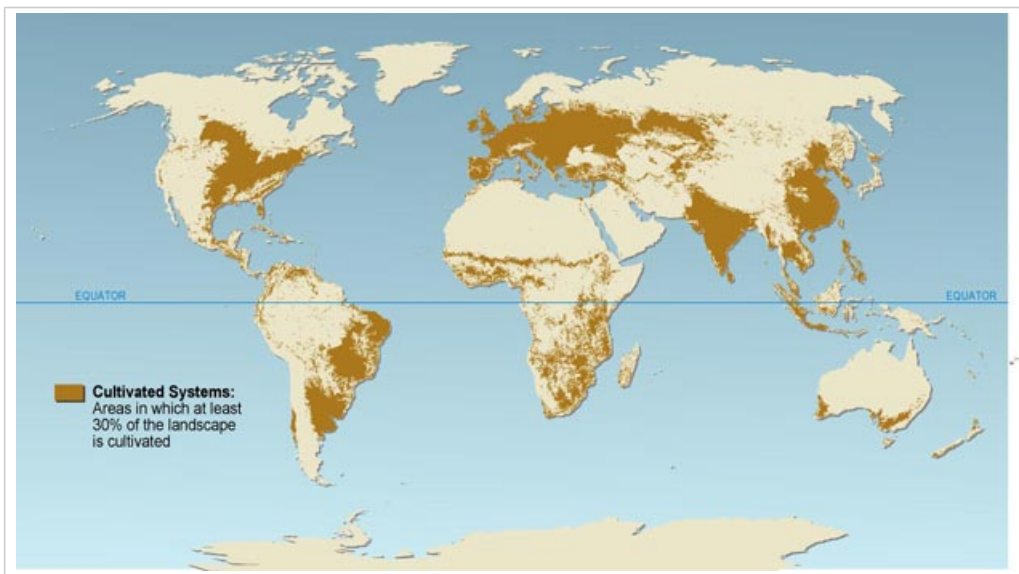 EQUATOR
EQUATOR
Cultivated Systems:
Areas in which at least
30% of the landscape
is cultivated